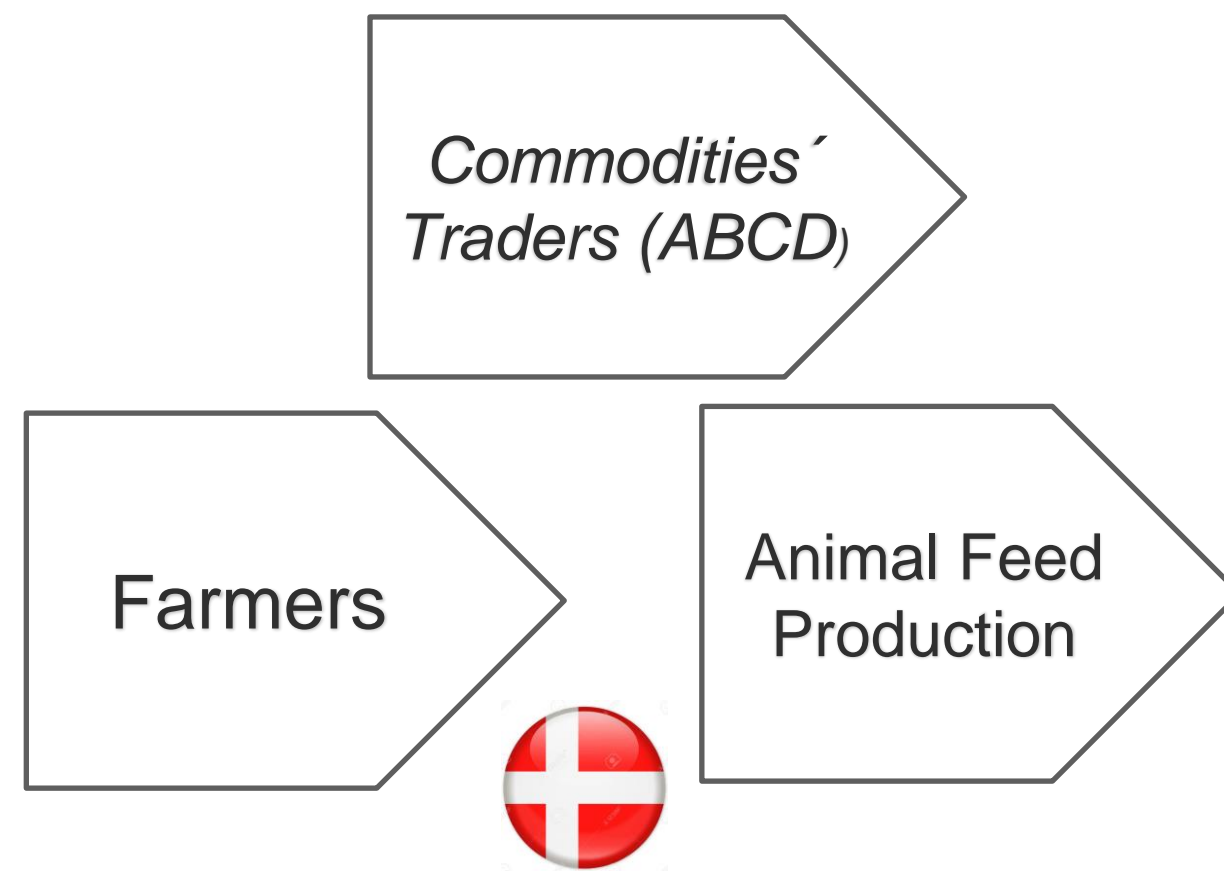 Commodities´
Traders (ABCD)
Farmers
Animal Feed
Production